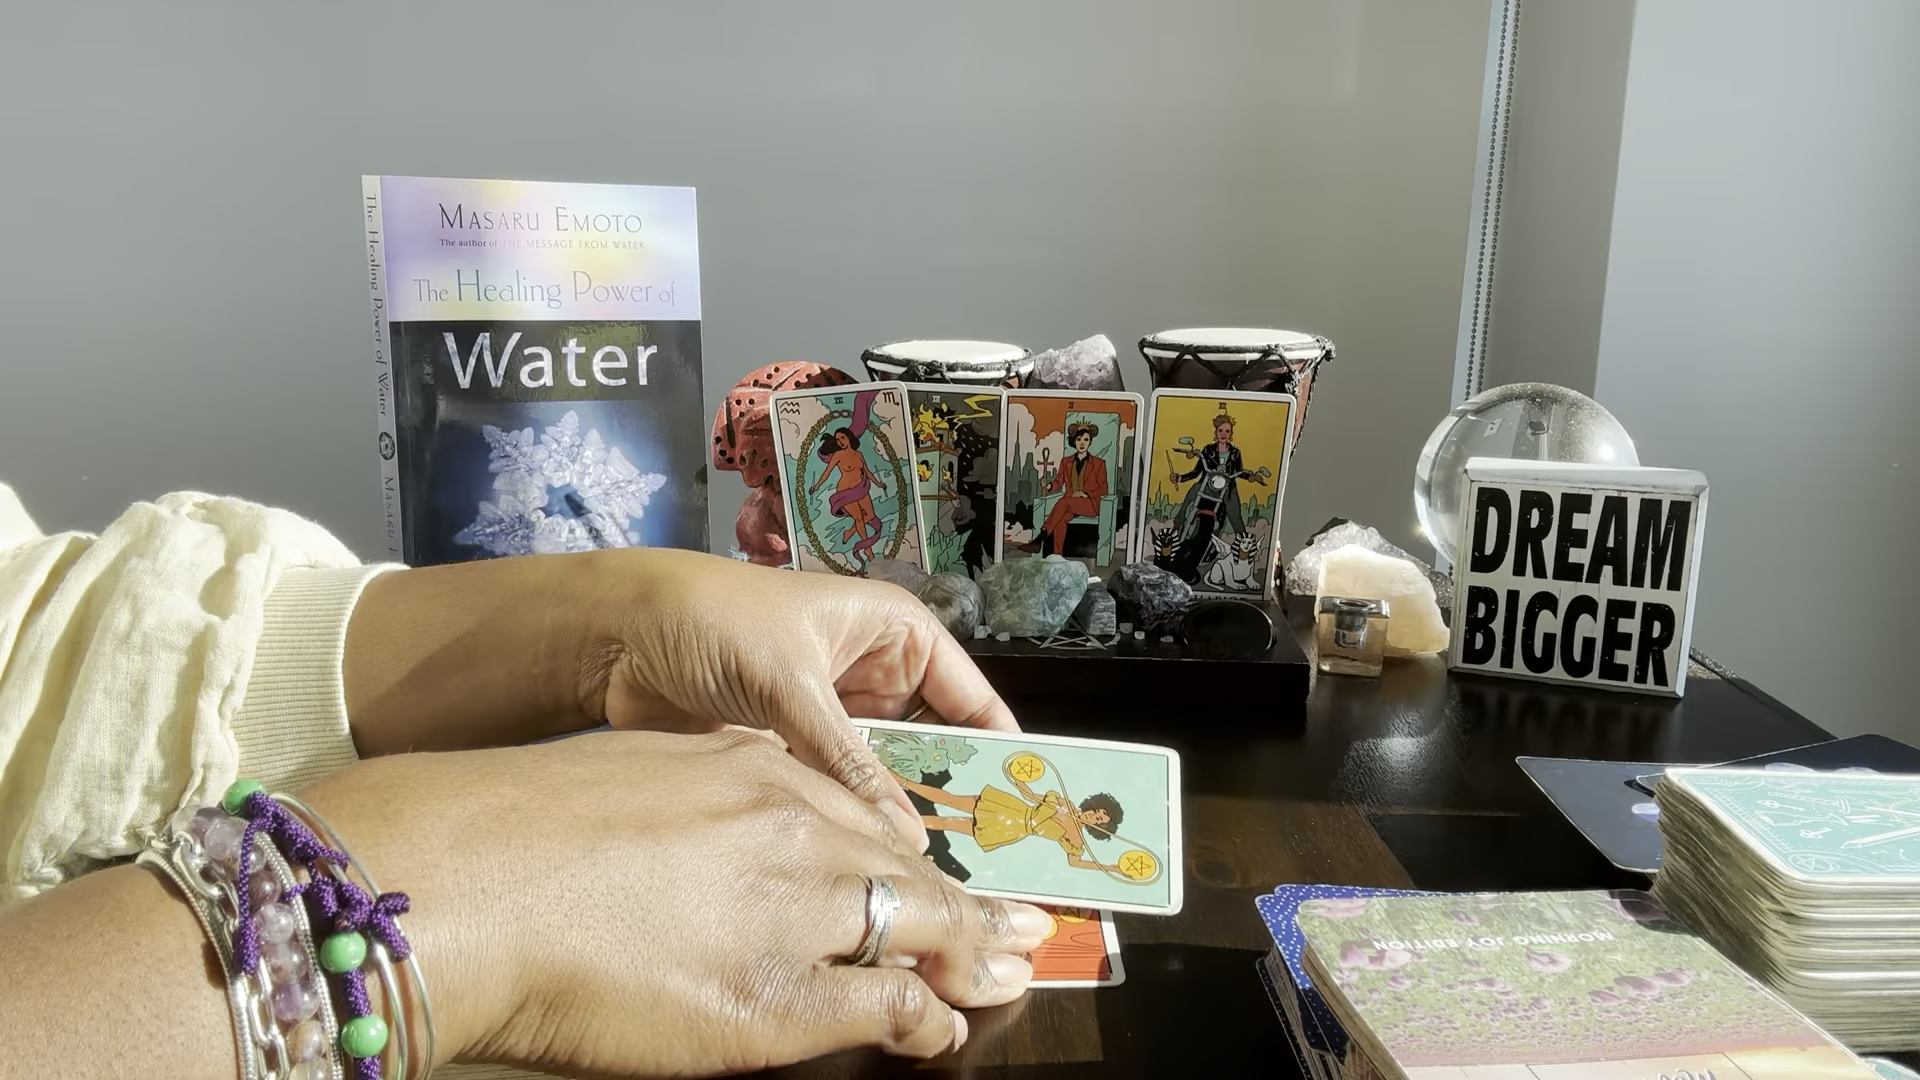 MASARU EMOTO
The author of THE MESSAGE FROM WATER
The Healing Power of
Water
The Healing Power of Water
MASARU
DREAM
BIGGER
MORNING JOY EDITION